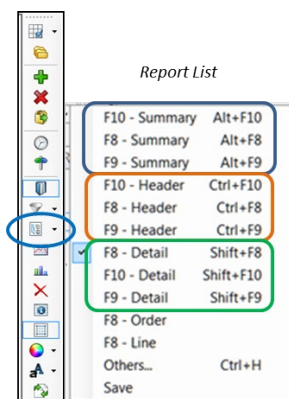 Report List
F10 - Summary Alt+F10
F8 - Summary Alt+F8
F9 - Summary Alt+F9
F10 - Header Ctrl+F10
F8 - Header Ctrl+F8
F9 - Header Ctrl+F9
F8 - Detail Shift+F8
F10 - Detail Shift+F10
F9 - Detail Shift+F9
F8 - Order
F8 - Line
Others... Ctrl+H
Save